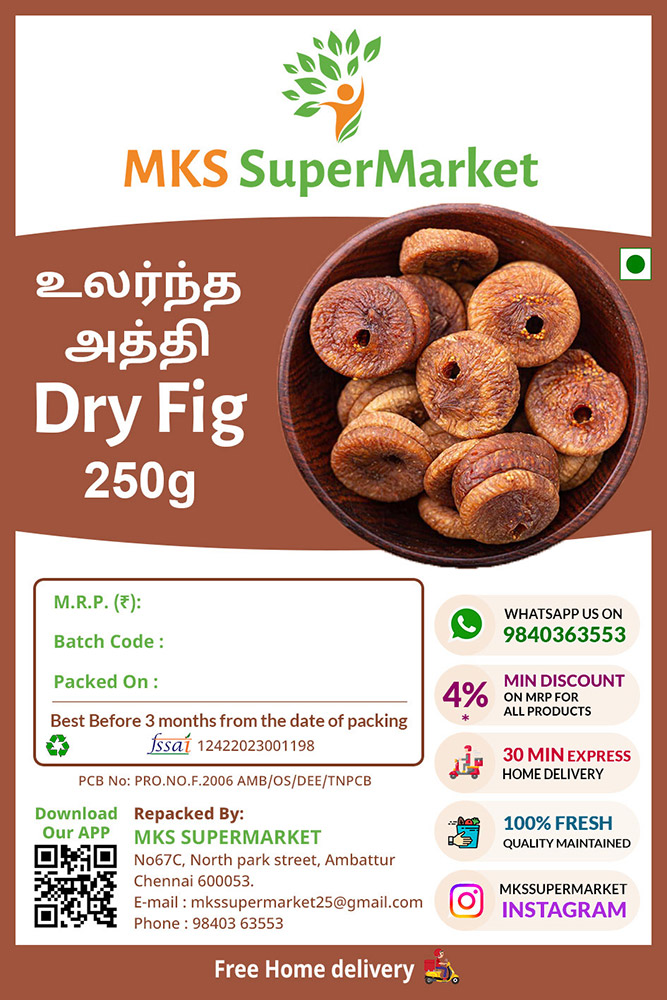 MKS SuperMarket
உலர்ந்த
அத்தி
Dry Fig
250g
M.R.P. (₹):
Batch Code :
Packed On :
Best Before 3 months from the date of packing
fssai 12422023001198
PCB No: PRO.NO.F.2006 AMB/OS/DEE/TNPCB
Download
Our APP
Repacked By:
MKS SUPERMARKET
No67C, North park street, Ambattur
Chennai 600053.
E-mail : mkssupermarket25@gmail.com
Phone : 98403 63553
WHATSAPP US ON
9840363553
4%*
MIN DISCOUNT
ON MRP FOR
ALL PRODUCTS
30 MIN EXPRESS
HOME DELIVERY
100% FRESH
QUALITY MAINTAINED
MKSSUPERMARKET
INSTAGRAM
Free Home delivery